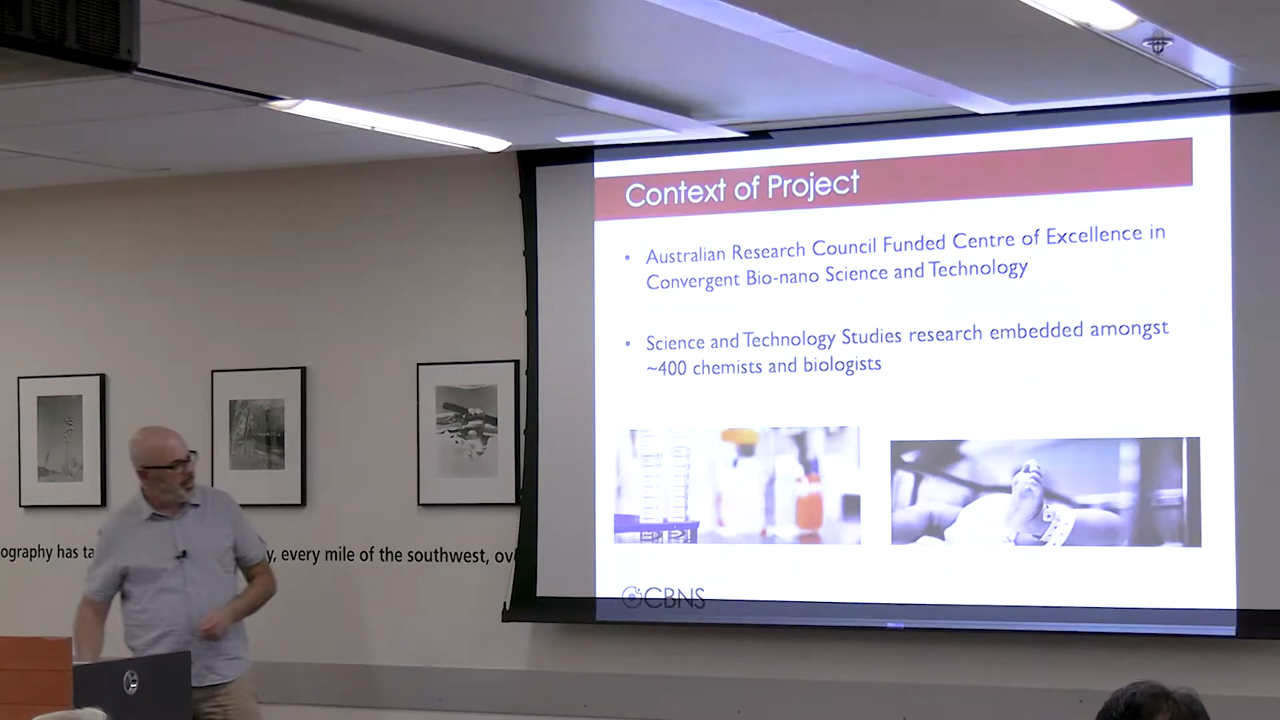 Context of Project
• Australian Research Council Funded Centre of Excellence in
Convergent Bio-nano Science and Technology
• Science and Technology Studies research embedded amongst
~400 chemists and biologists
CBNS
ography has ta
y, every mile of the southwest, ov
hp